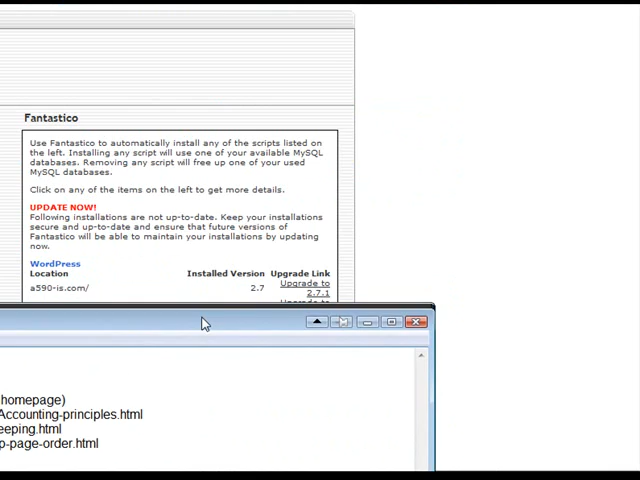 Fantastico
Use Fantastico to automatically install any of the scripts listed on
the left. Installing any script will use one of your available MySQL
databases. Removing any script will free up one of your used
MySQL databases.
Click on any of the items on the left to get more details.
UPDATE NOW!
Following installations are not up-to-date. Keep your installations
secure and up-to-date and ensure that future versions of
Fantastico will be able to maintain your installations by updating
now.
WordPress
Location Installed Version Upgrade Link
a590-is.com/ 2.7 Upgrade to
2.7.1
Upgrade to
homepage)
Accounting-principles.html
eeping.html
p-page-order.html